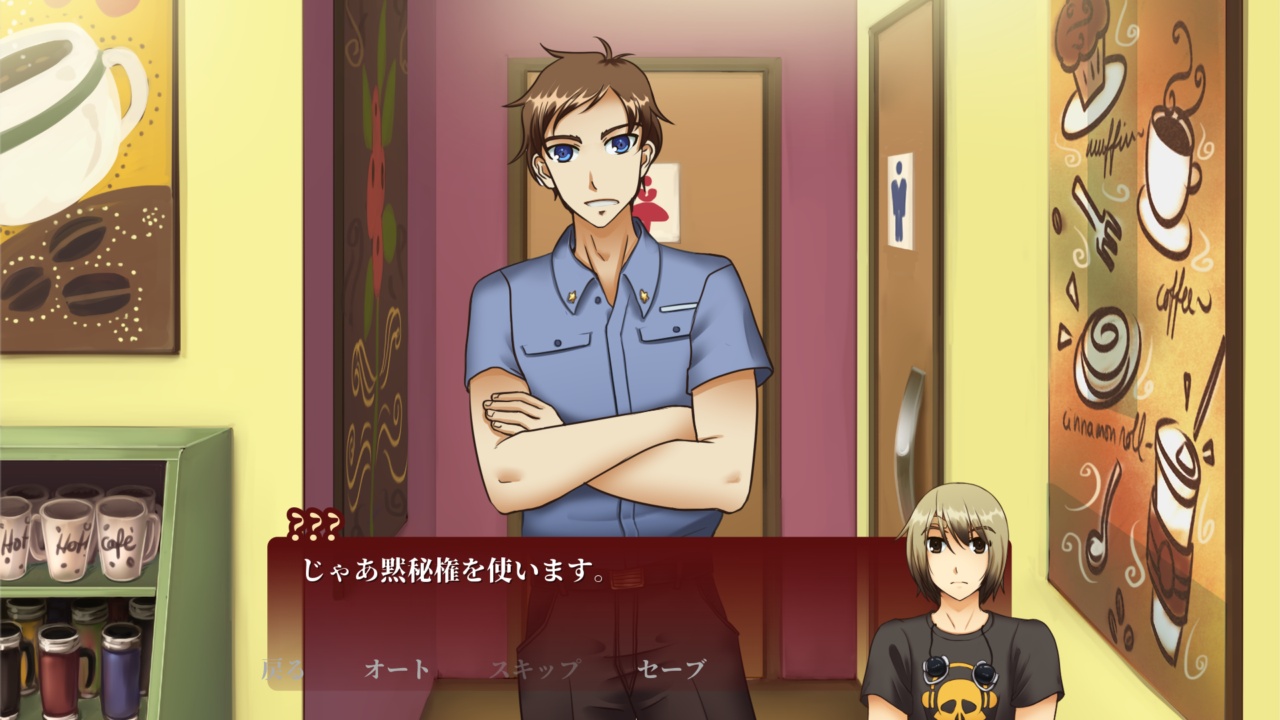 muffin
coffee
cinnamon roll
Hot
Hot
café
???
じゃあ黙秘権を使います。
戻る オート スキップ セーブ